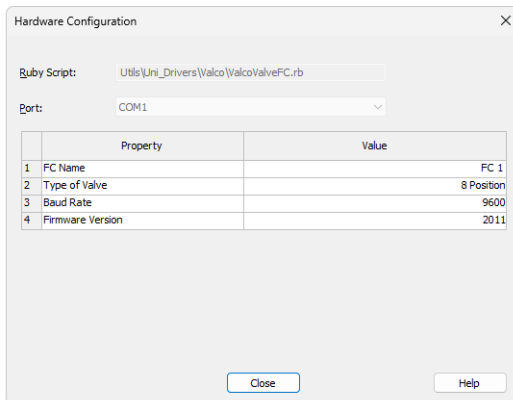 Hardware Configuration
Ruby Script: Utils\Uni_Drivers\Valco\ValcoValveFC.rb
Port: COM1
Property Value
1 FC Name FC 1
2 Type of Valve 8 Position
3 Baud Rate 9600
4 Firmware Version 2011
Close Help